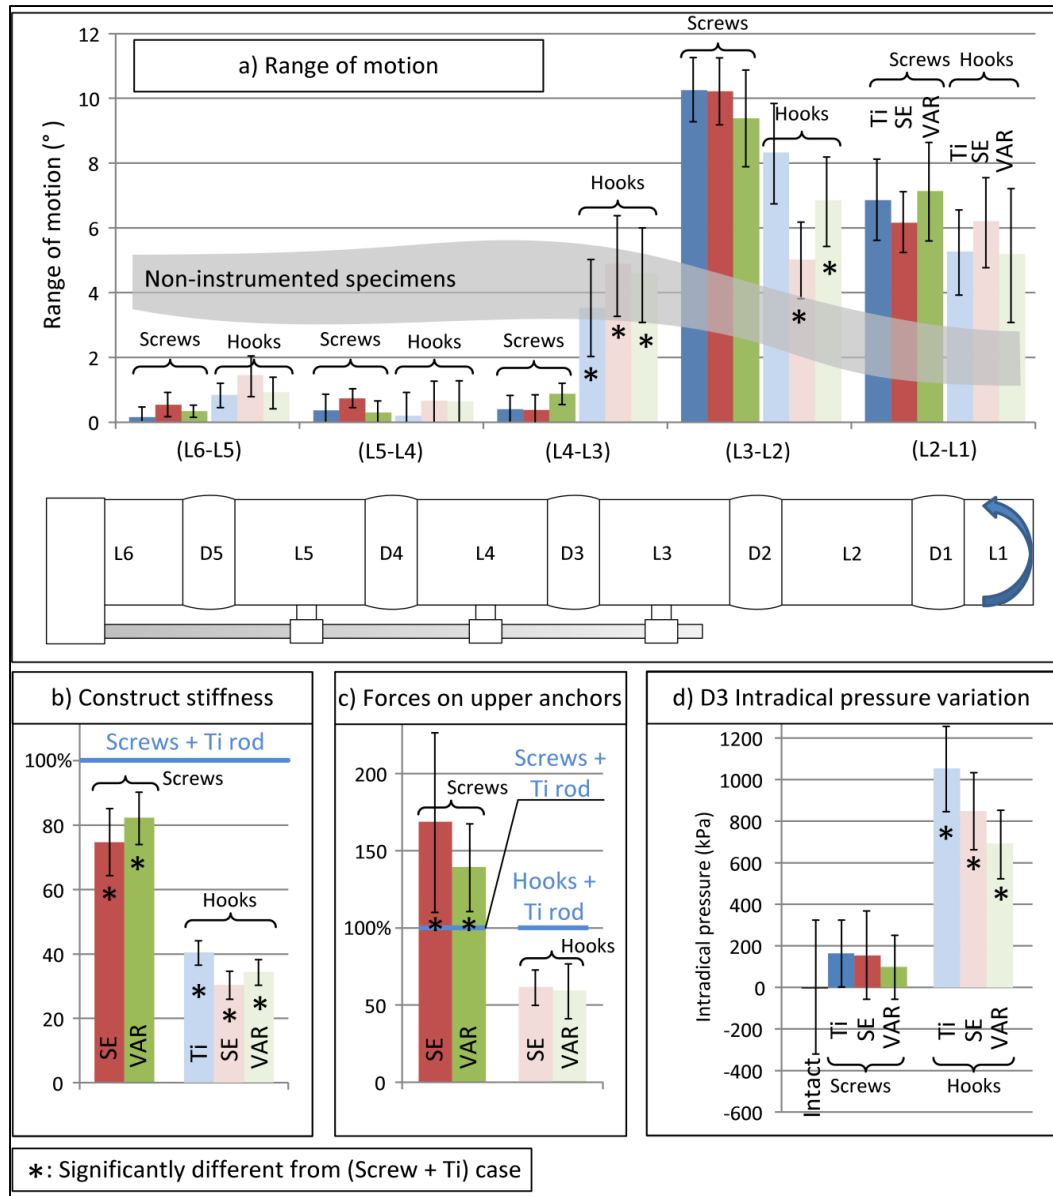 Screws
12
a) Range of motion
Screws Hooks
10
Ti SE VAR
Hooks
Ti SE VAR
8
Hooks
6
Range of motion (°)
Non-instrumented specimens
4
*
* *
*
*
*
Screws Hooks Screws Hooks Screws
2
0
(L6-L5) (L5-L4) (L4-L3) (L3-L2) (L2-L1)
L6 D5 L5 D4 L4 D3 L3 D2 L2 D1 L1
b) Construct stiffness
Screws + Ti rod
100%
Screws
80
* *
60
Hooks
40
* * *
20
SE VAR Ti SE VAR
0
c) Forces on upper anchors
200
Screws +
Ti rod
Screws
150
Hooks +
Ti rod
100%
* *
Hooks
50
SE VAR SE VAR
0
d) D3 Intradical pressure variation
Intradical pressure (kPa)
1200
1000
800
* * *
600
400
200
0
Ti SE VAR Ti SE VAR
-200
-400
Intact
Screws Hooks
-600
*: Significantly different from (Screw + Ti) case